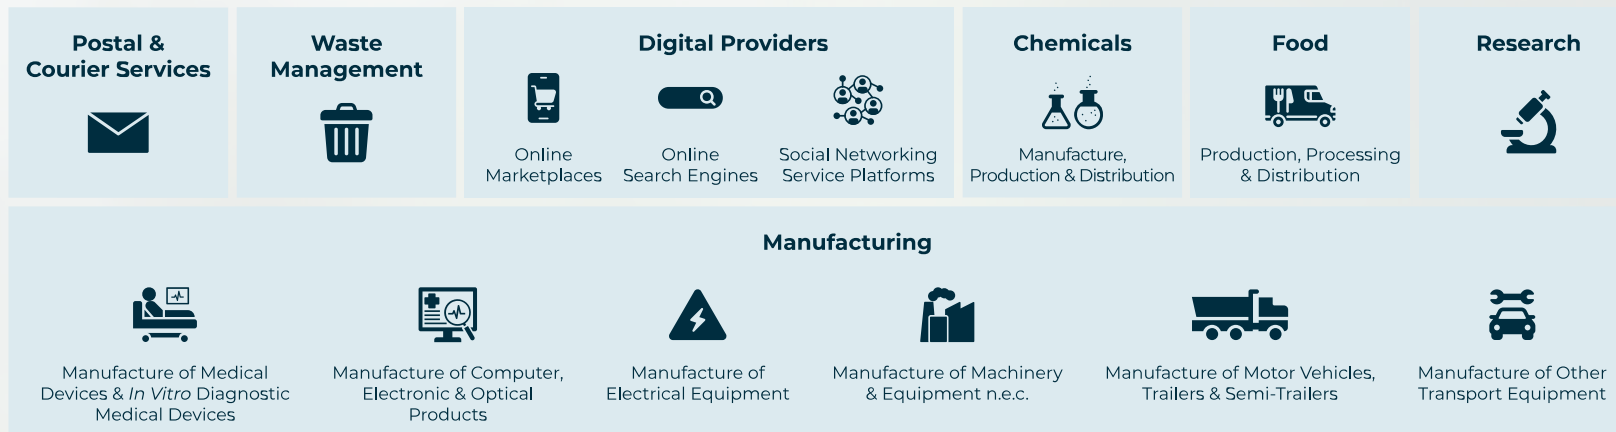 Postal &
Courier Services
Waste
Management
Digital Providers
Online
Marketplaces
Online
Search Engines
Social Networking
Service Platforms
Chemicals
Manufacture,
Production & Distribution
Food
Production, Processing
& Distribution
Research
Manufacturing
Manufacture of Medical
Devices & In Vitro Diagnostic
Medical Devices
Manufacture of Computer,
Electronic & Optical
Products
Manufacture of
Electrical Equipment
Manufacture of Machinery
& Equipment n.e.c.
Manufacture of Motor Vehicles,
Trailers & Semi-Trailers
Manufacture of Other
Transport Equipment